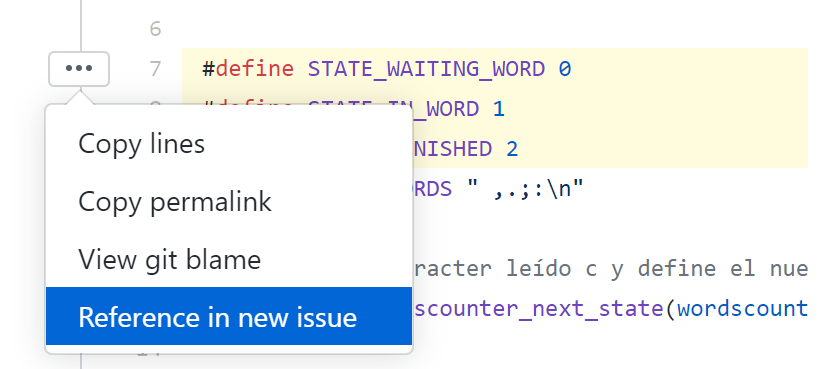 6
7 #define STATE_WAITING_WORD 0
STATE_IN_WORD 1
NISHED 2
RDS " ,.;:\n"
racter leído c y define el nue
scounter_next_state(wordscount
Copy lines
Copy permalink
View git blame
Reference in new issue